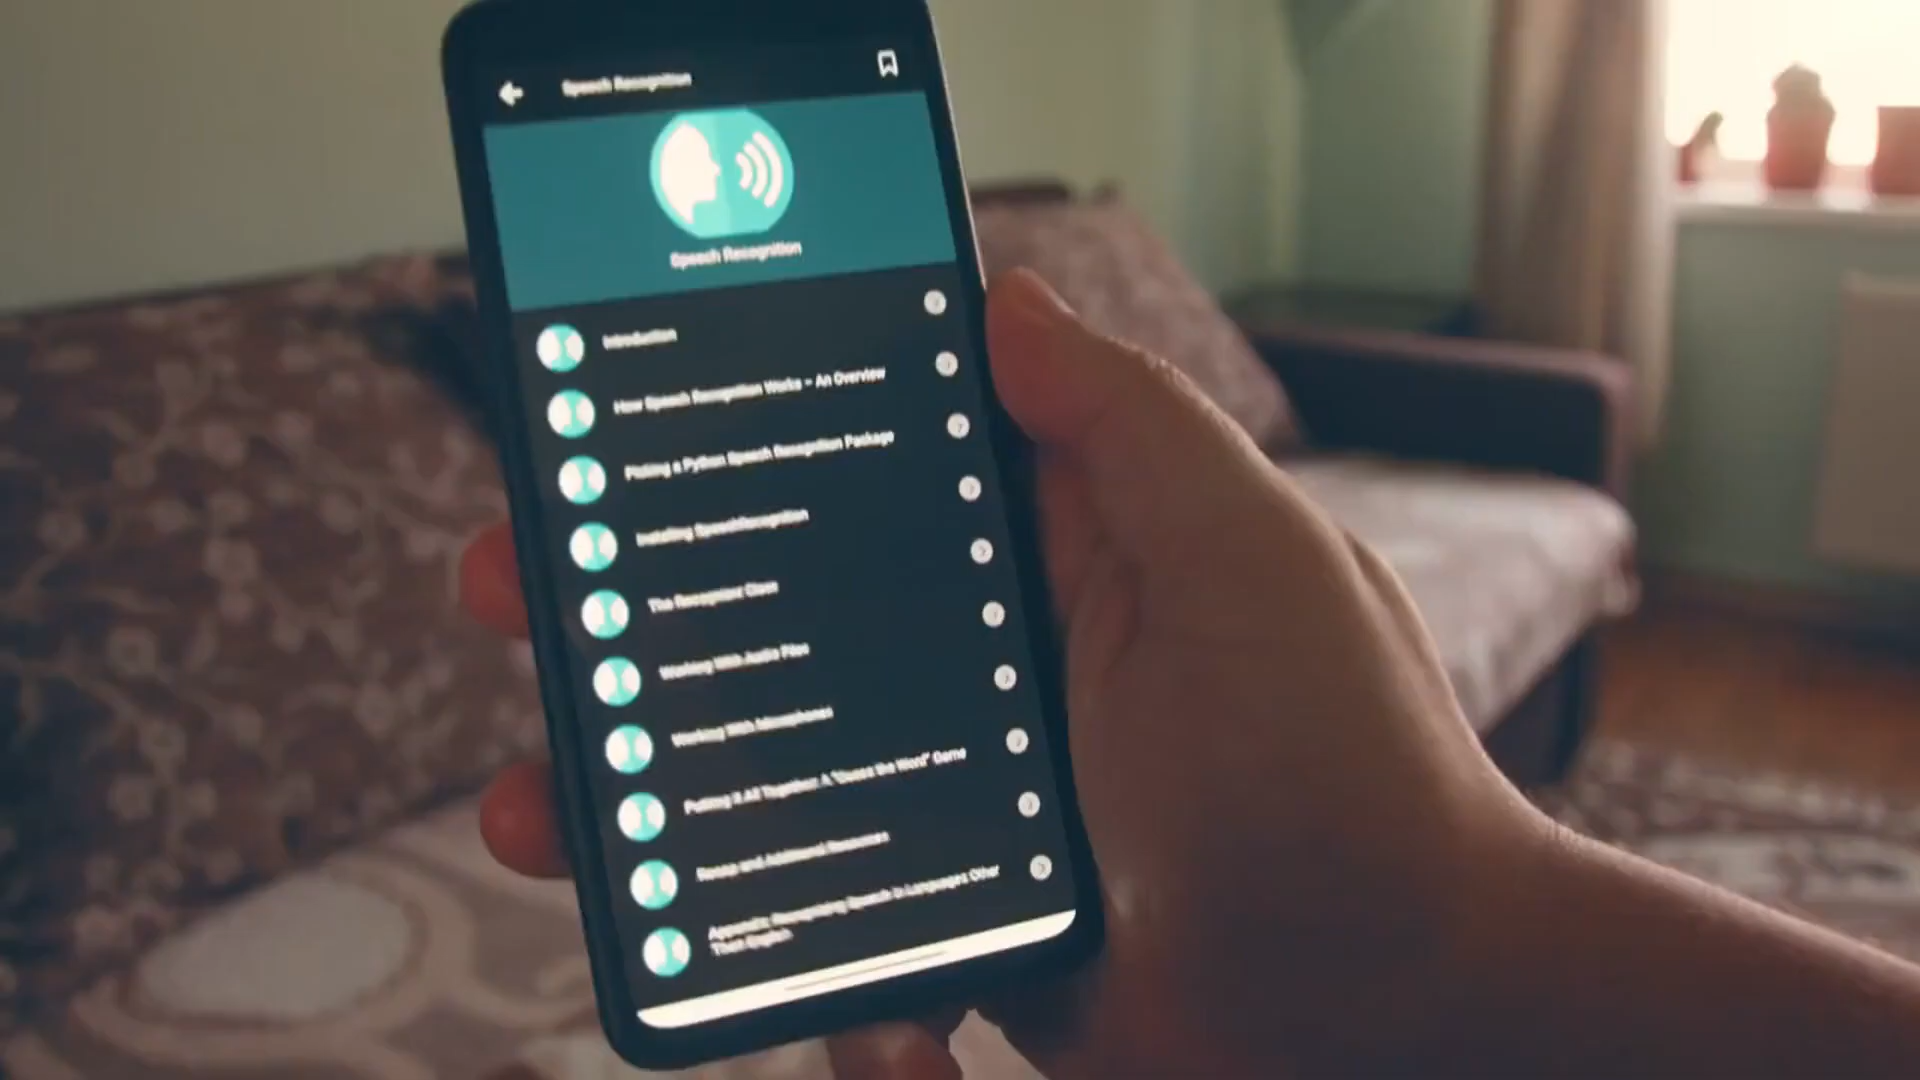 Speech Recognition
Speech Recognition
Introduction
How Speech Recognition Works – An Overview
Picking a Python Speech Recognition Package
Installing SpeechRecognition
The Recognizer Class
Working With Audio Files
Working With Microphones
Putting It All Together: A "Guess the Word" Game
Recap and Additional Resources
Appendix: Recognizing Speech in Languages Other
Than English